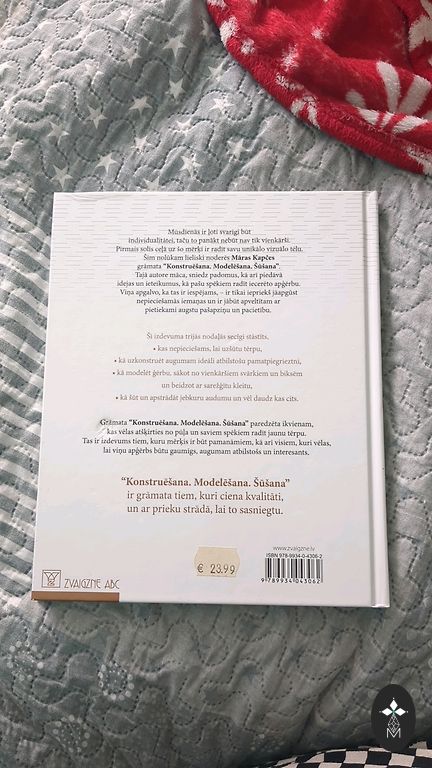 Mūsdienās ir ļoti svarīgi būt
individualitātei, taču to panākt nebūt nav tik vienkārši.
Pirmais solis ceļā uz šo mērķi ir radīt savu unikālo vizuālo tēlu.
Šim nolūkam lieliski noderēs Māras Kapčes
grāmata "Konstruēšana. Modelēšana. Šūšana".
Tajā autore māca, sniedz padomus, kā arī piedāvā
idejas un ieteikumus, kā pašu spēkiem radīt iecerēto apģērbu.
Viņa apgalvo, ka tas ir iespējams, – ir tikai iepriekš jāapgūst
nepieciešamās iemaņas un ir jābūt apveltītam ar
pietiekami augstu pašapziņu un pacietību.
Šī izdevuma trijās nodaļās secīgi stāstīts,
• kas nepieciešams, lai uzšūtu tērpu,
• kā uzkonstruēt augumam ideāli atbilstošu pamatpiegrieztni,
• kā modelēt ģērbu, sākot no vienkāršiem svārkiem un biksēm
un beidzot ar sarežģītu kleitu,
• kā šūt un apstrādāt jebkuru audumu un vēl daudz kas cits.
Grāmata "Konstruēšana. Modelēšana. Šūšana" paredzēta ikvienam,
kas vēlas atšķirties no pūļa un saviem spēkiem radīt jaunu tērpu.
Tas ir izdevums tiem, kuru mērķis ir būt pamanāmiem, kā arī visiem, kuri vēlas,
lai viņu apģērbs būtu gaumīgs, augumam atbilstošs un interesants.
"Konstruēšana. Modelēšana. Šūšana"
ir grāmata tiem, kuri ciena kvalitāti,
un ar prieku strādā, lai to sasniegtu.
www.zvaigzne.lv
ISBN 978-9934-0-4306-2
€ 23.99
9 789934 043062
ZVAIGZNE ABC
M